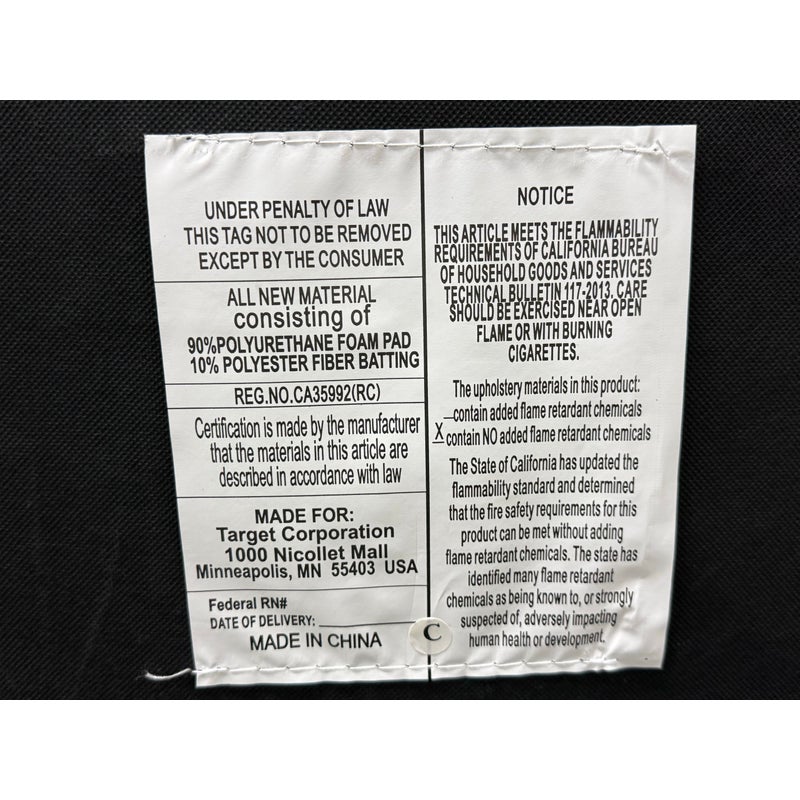 UNDER PENALTY OF LAW
THIS TAG NOT TO BE REMOVED
EXCEPT BY THE CONSUMER
ALL NEW MATERIAL
consisting of
90%POLYURETHANE FOAM PAD
10% POLYESTER FIBER BATTING
REG.NO.CA35992(RC)
Certification is made by the manufacturer
that the materials in this article are
described in accordance with law
MADE FOR:
Target Corporation
1000 Nicollet Mall
Minneapolis, MN 55403 USA
Federal RN#
DATE OF DELIVERY: ___________
MADE IN CHINA
C
NOTICE
THIS ARTICLE MEETS THE FLAMMABILITY
REQUIREMENTS OF CALIFORNIA BUREAU
OF HOUSEHOLD GOODS AND SERVICES
TECHNICAL BULLETIN 117-2013. CARE
SHOULD BE EXERCISED NEAR OPEN
FLAME OR WITH BURNING
CIGARETTES.
The upholstery materials in this product:
_contain added flame retardant chemicals
X contain NO added flame retardant chemicals
The State of California has updated the
flammability standard and determined
that the fire safety requirements for this
product can be met without adding
flame retardant chemicals. The state has
identified many flame retardant
chemicals as being known to, or strongly
suspected of, adversely impacting
human health or development.